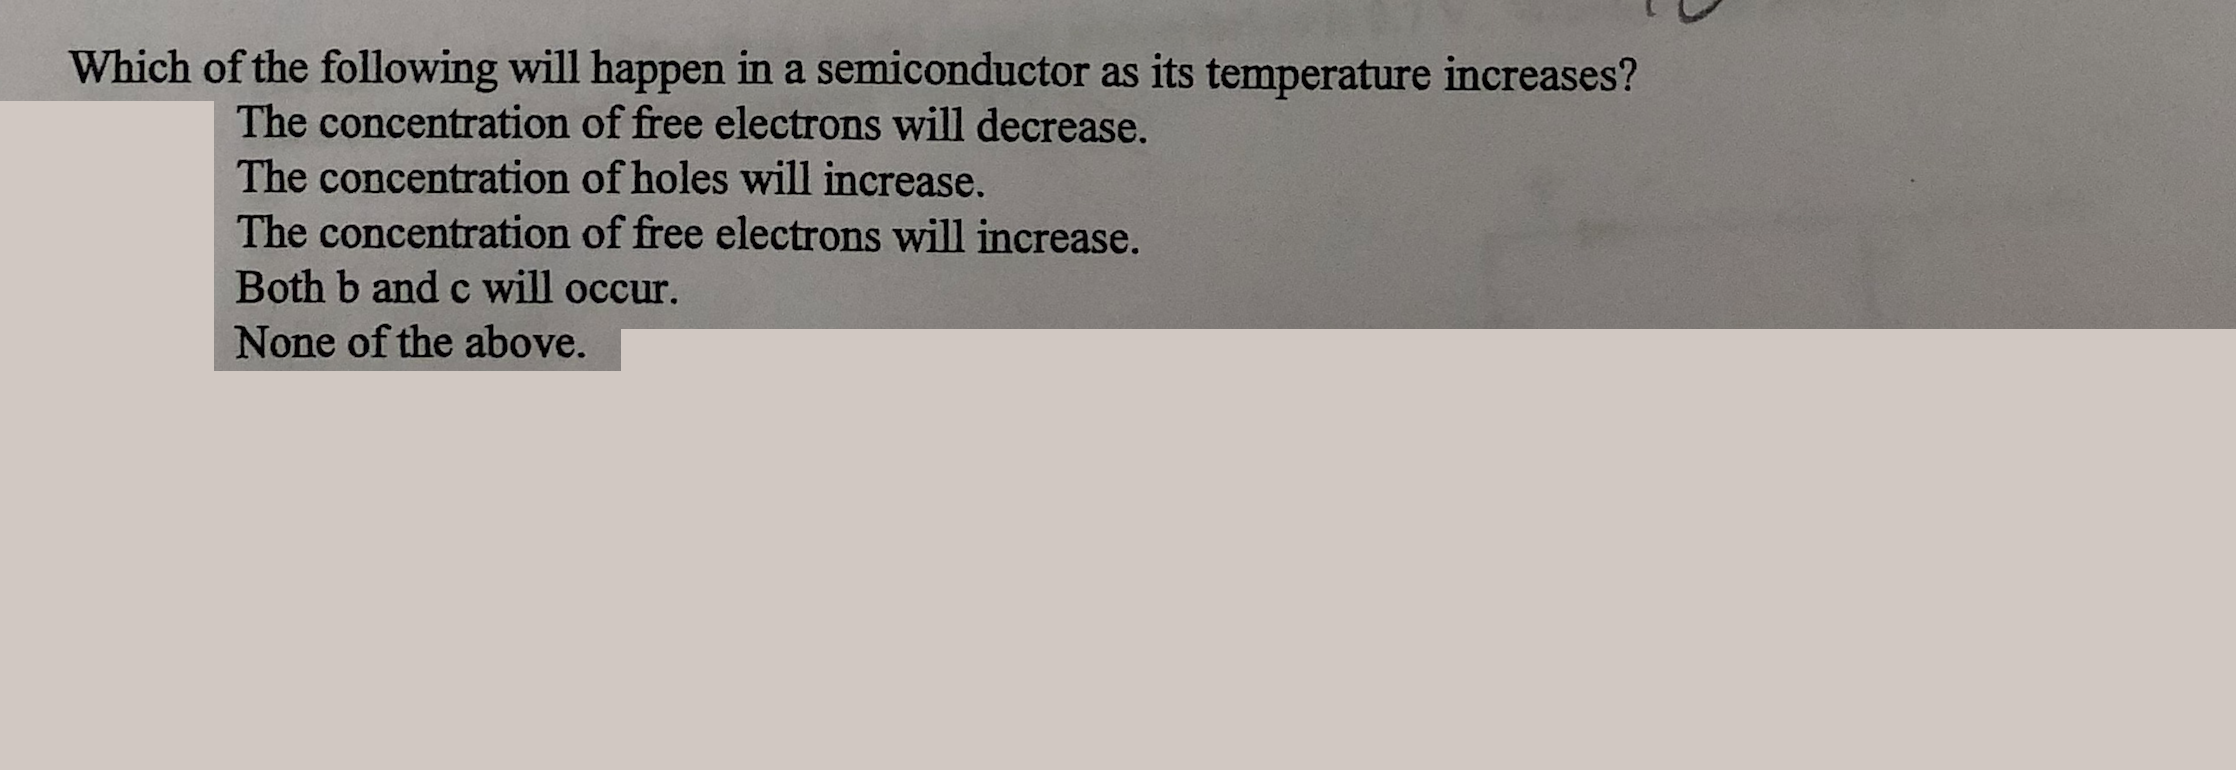 Which of the following will happen in a semiconductor as its temperature increases?
The concentration of free electrons will decrease.
The concentration of holes will increase.
The concentration of free electrons will increase.
Both b and c will occur.
None of the above.